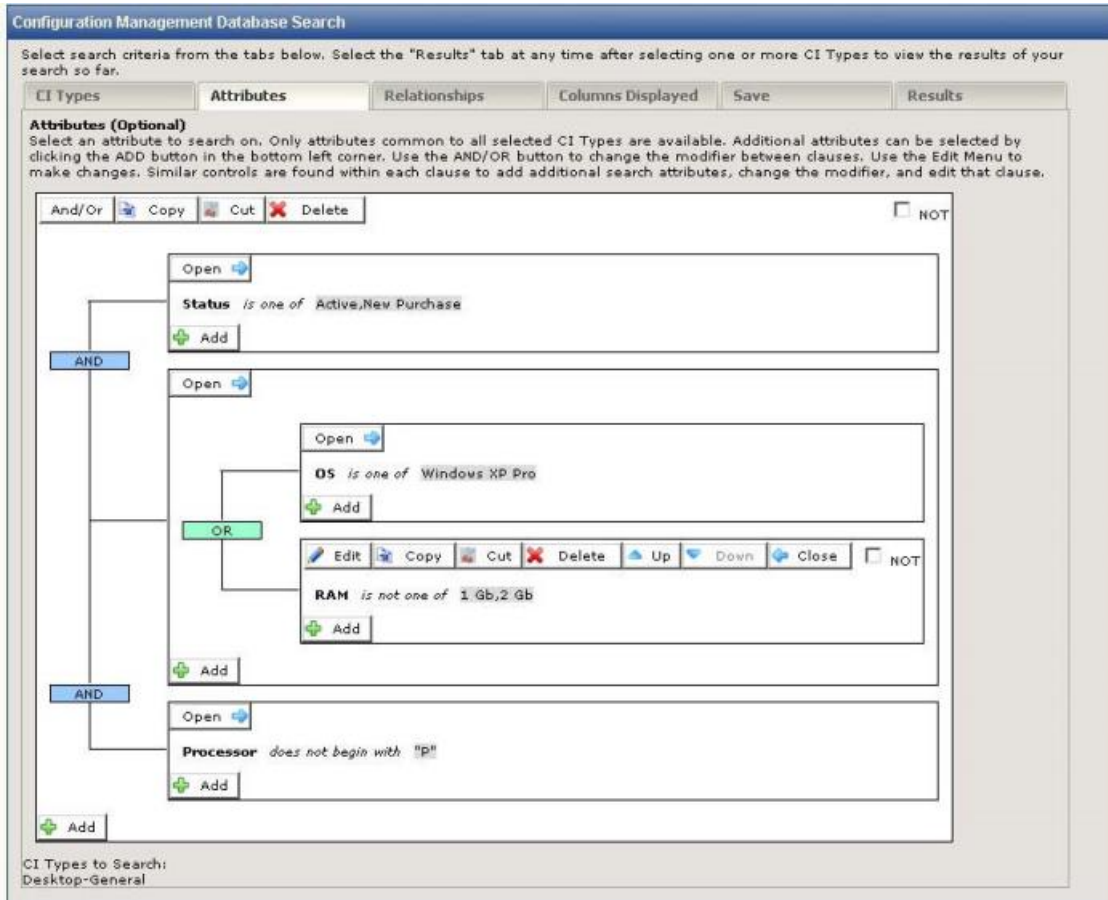 Configuration Management Database Search
Select search criteria from the tabs below. Select the "Results" tab at any time after selecting one or more CI Types to view the results of your
search so far.
CI Types Attributes Relationships Columns Displayed Save Results
Attributes (Optional)
Select an attribute to search on. Only attributes common to all selected CI Types are available. Additional attributes can be selected by
clicking the ADD button in the bottom left corner. Use the AND/OR button to change the modifier between clauses. Use the Edit Menu to
make changes. Similar controls are found within each clause to add additional search attributes, change the modifier, and edit that clause.
And/Or Copy Cut Delete NOT
Open
Status is one of Active,New Purchase
Add
AND
Open
Open
OS is one of Windows XP Pro
Add
OR
Edit Copy Cut Delete Up Down Close NOT
RAM is not one of 1 Gb,2 Gb
Add
Add
AND
Open
Processor does not begin with "P"
Add
Add
CI Types to Search:
Desktop-General